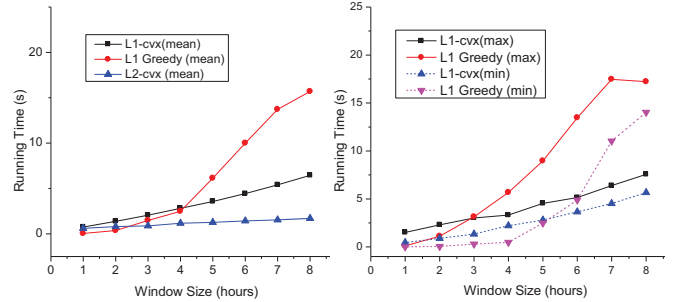 L1-cvx(mean)
L1 Greedy (mean)
L2-cvx (mean)
20
10
0
Running Time (s)
0 1 2 3 4 5 6 7 8
Window Size (hours)
L1-cvx(max)
L1 Greedy (max)
L1-cvx(min)
L1 Greedy (min)
25
20
15
10
5
0
Running Time (s)
0 1 2 3 4 5 6 7 8
Window Size (hours)